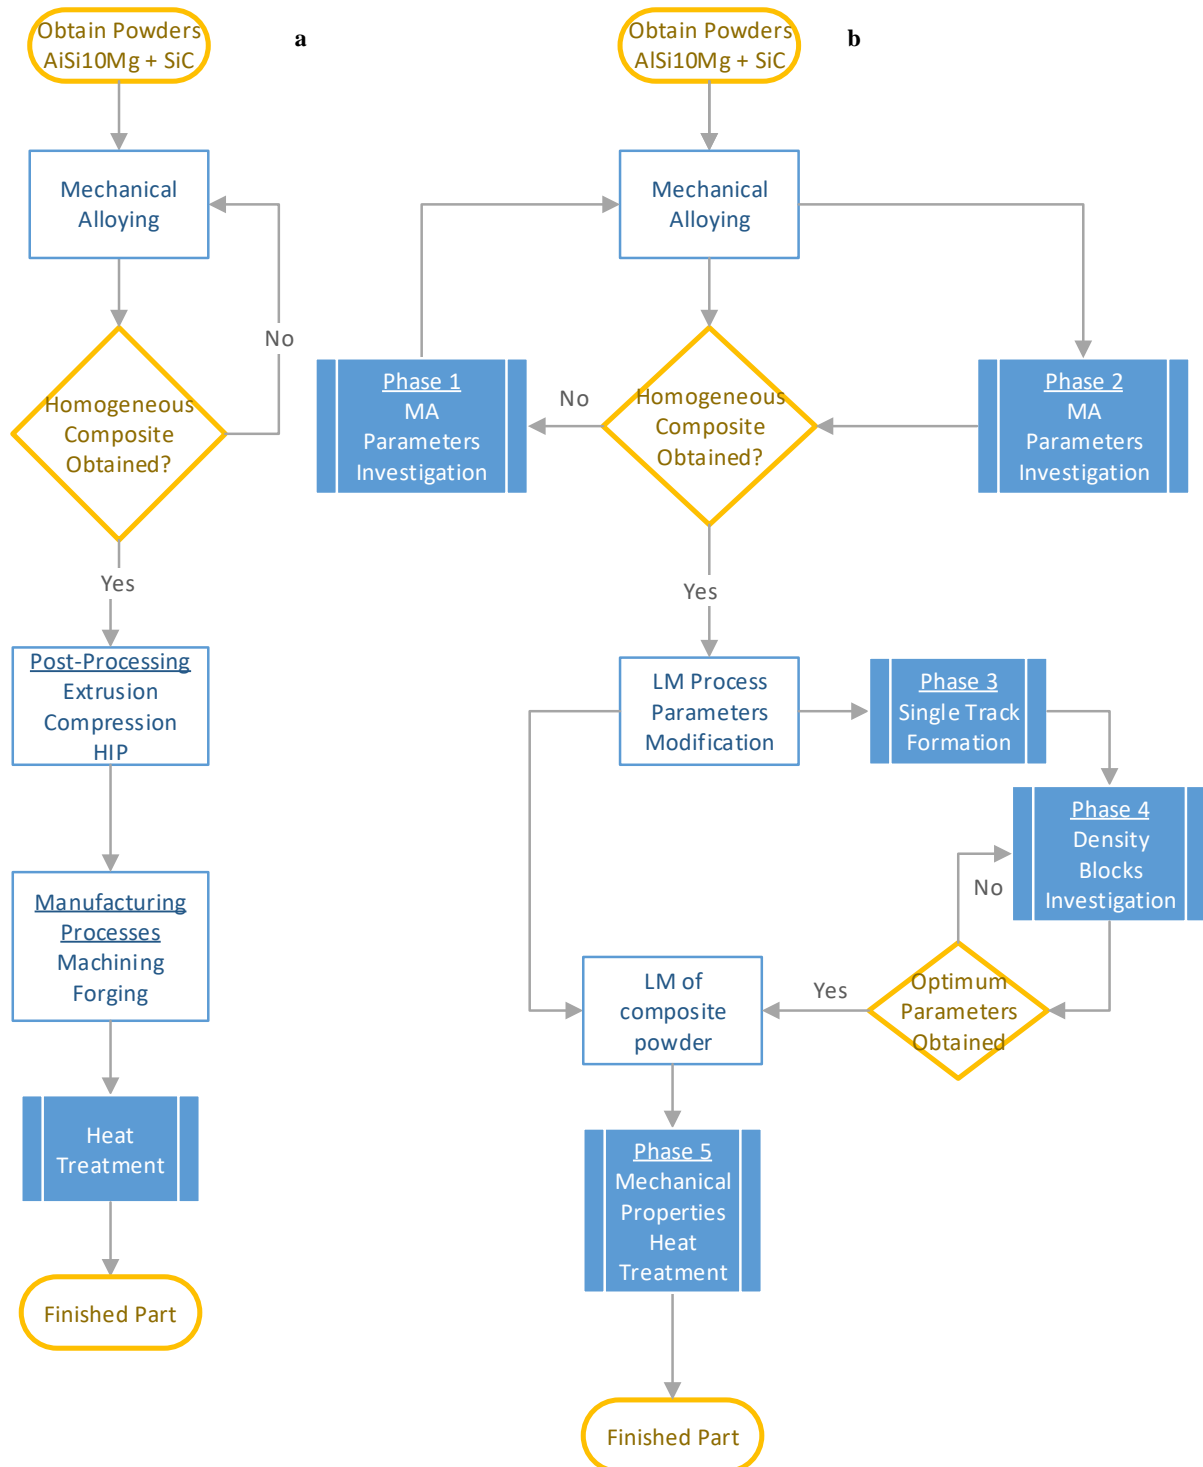 Obtain Powders
AiSi10Mg + SiC
a
Mechanical
Alloying
No
Homogeneous
Composite
Obtained?
Yes
Post-Processing
Extrusion
Compression
HIP
Manufacturing
Processes
Machining
Forging
Heat
Treatment
Finished Part
Obtain Powders
AlSi10Mg + SiC
b
Mechanical
Alloying
Phase 1
MA
Parameters
Investigation
No
Homogeneous
Composite
Obtained?
Phase 2
MA
Parameters
Investigation
Yes
LM Process
Parameters
Modification
Phase 3
Single Track
Formation
Phase 4
Density
Blocks
Investigation
No
Optimum
Parameters
Obtained
Yes
LM of
composite
powder
Phase 5
Mechanical
Properties
Heat
Treatment
Finished Part